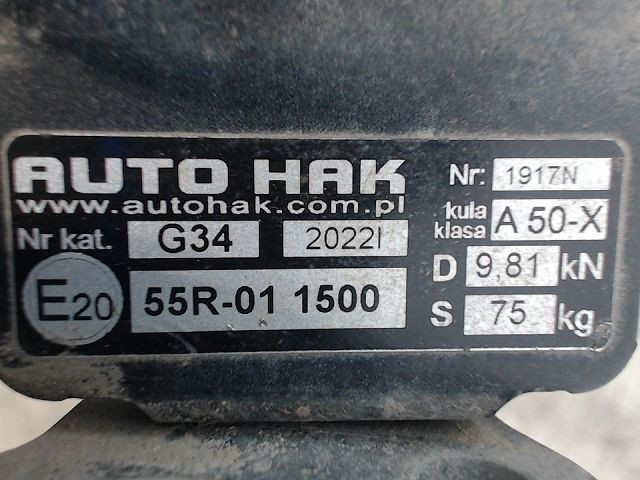 AUTO HAK
www.autohak.com.pl
Nr kat. G34 2022I
E20 55R-01 1500
Nr: 1917N
kula klasa A 50-X
D 9,81 kN
S 75 kg